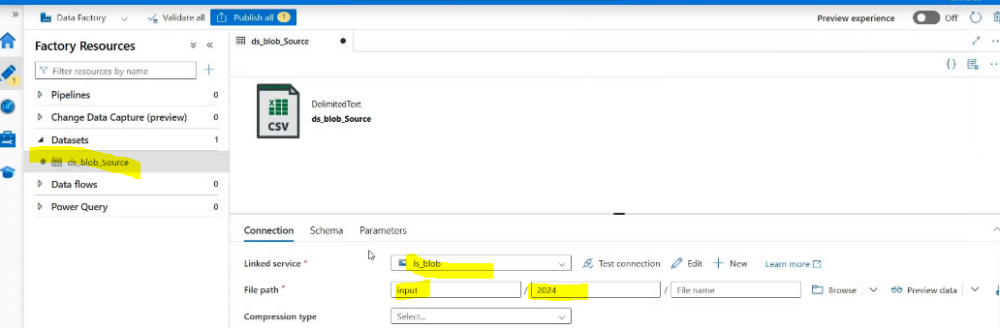 » Data Factory Validate all Publish all 1 Preview experience Off
Factory Resources
ds_blob_Source
Filter resources by name
1
Pipelines 0
Change Data Capture (preview) 0
Datasets 1
ds_blob_Source
Data flows 0
Power Query 0
X
CSV
DelimitedText
ds_blob_Source
Connection Schema Parameters
Linked service * ls_blob Test connection Edit New Learn more
File path * input / 2024 / File name Browse Preview data
Compression type Select...